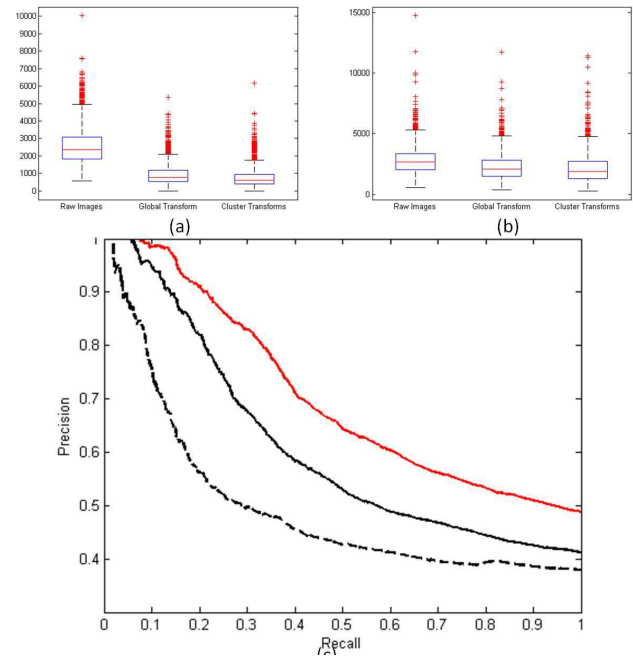 10000
9000
8000
7000
6000
5000
4000
3000
2000
1000
0
Raw Images Global Transform Cluster Transforms
(a)
15000
10000
5000
0
Raw Images Global Transform Cluster Transforms
(b)
1
0.9
0.8
0.7
0.6
0.5
0.4
Precision
0 0.1 0.2 0.3 0.4 0.5 0.6 0.7 0.8 0.9 1
Recall
(c)